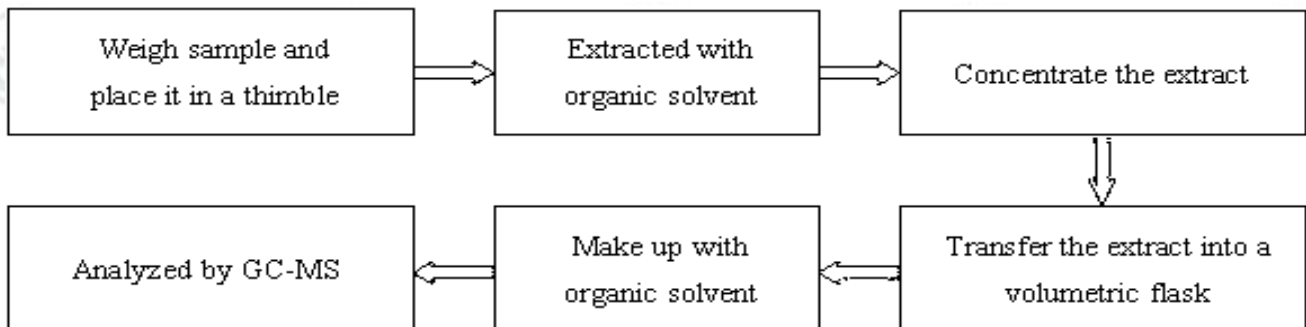 Weigh sample and
place it in a thimble
Extracted with
organic solvent
Concentrate the extract
Transfer the extract into a
volumetric flask
Make up with
organic solvent
Analyzed by GC-MS